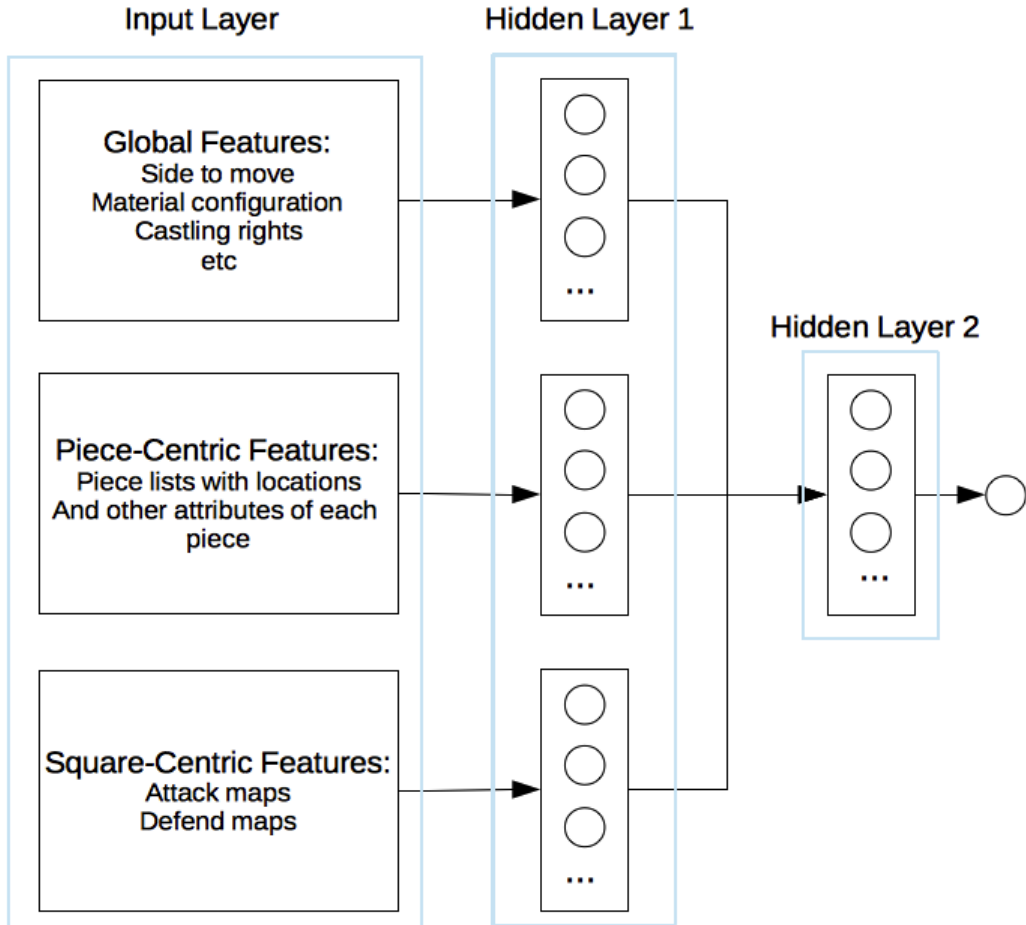 Input Layer
Hidden Layer 1
Global Features:
Side to move
Material configuration
Castling rights
etc
...
Hidden Layer 2
Piece-Centric Features:
Piece lists with locations
And other attributes of each
piece
...
...
Square-Centric Features:
Attack maps
Defend maps
...